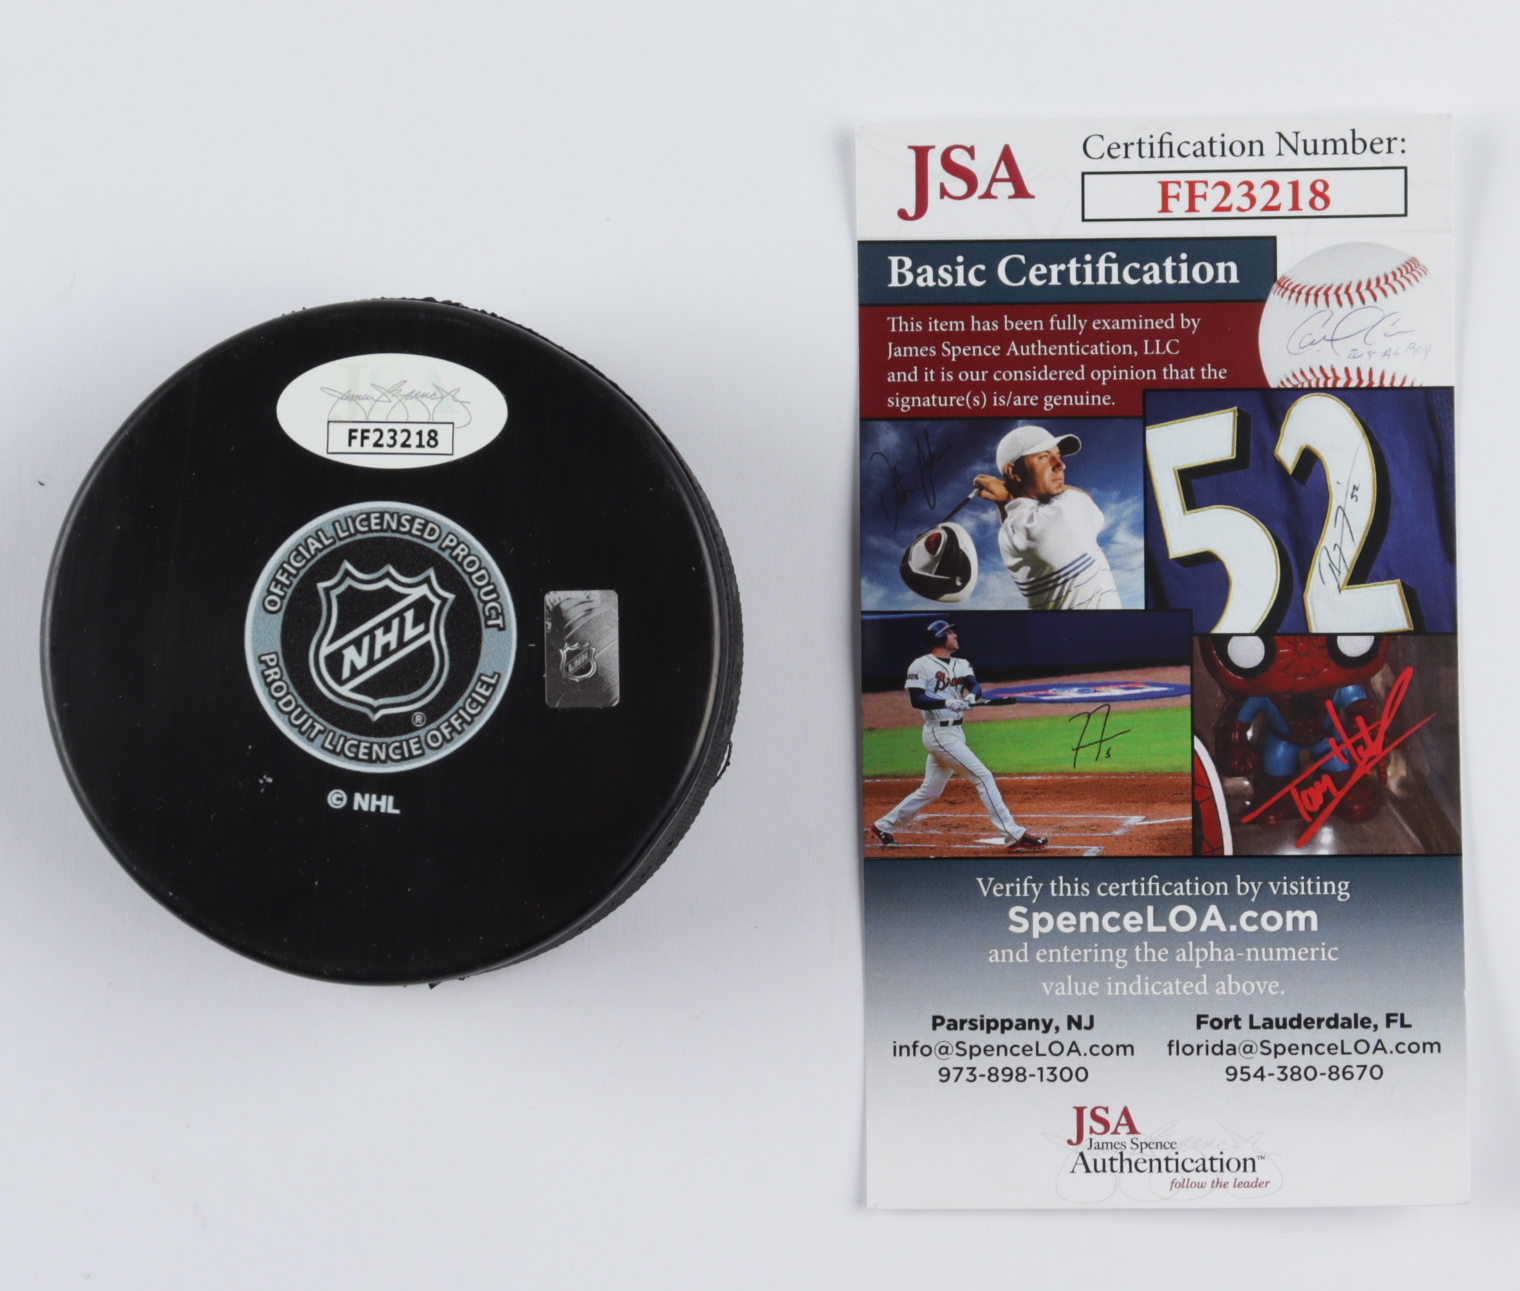 FF23218
OFFICIAL LICENSED PRODUCT
NHL
®
PRODUIT LICENCIE OFFICIEL
© NHL
LNH
JSA
Certification Number:
FF23218
Basic Certification
This item has been fully examined by
James Spence Authentication, LLC
and it is our considered opinion that the
signature(s) is/are genuine.
52
52
5
Verify this certification by visiting
SpenceLOA.com
and entering the alpha-numeric
value indicated above.
Parsippany, NJ
info@SpenceLOA.com
973-898-1300
Fort Lauderdale, FL
florida@SpenceLOA.com
954-380-8670
JSA
James Spence
Authentication™
follow the leader